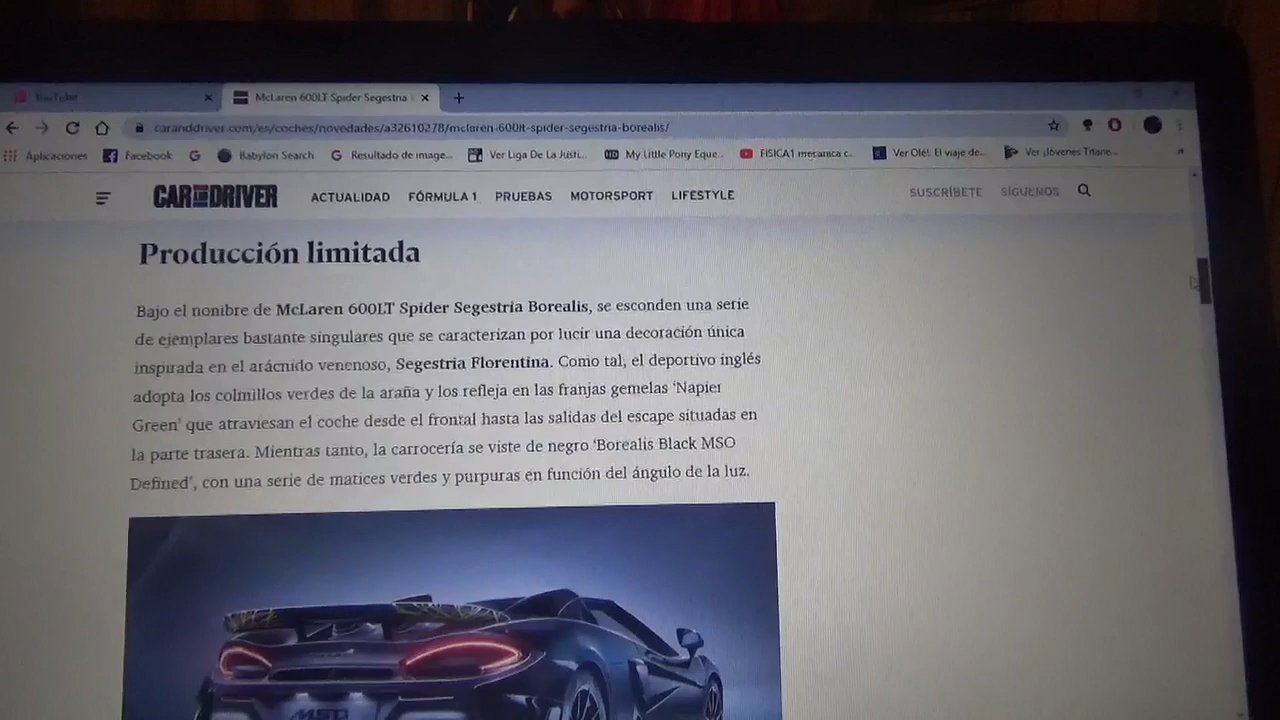 YouTube
McLaren 600LT Spider Segestria
caranddriver.com/es/coches/novedades/a32610278/mclaren-600lt-spider-segestria-borealis/
Aplicaciones Facebook Babylon Search Resultado de image... Ver Liga De La Justi... My Little Pony Eque... FISICA1 mecanica c... Ver Olé!: El viaje de... Ver Jóvenes Titane...
CAR AND DRIVER ACTUALIDAD FÓRMULA 1 PRUEBAS MOTORSPORT LIFESTYLE SUSCRÍBETE SÍGUENOS
Producción limitada
Bajo el nombre de McLaren 600LT Spider Segestria Borealis, se esconden una serie
de ejemplares bastante singulares que se caracterizan por lucir una decoración única
inspirada en el arácnido venenoso, Segestria Florentina. Como tal, el deportivo inglés
adopta los colmillos verdes de la araña y los refleja en las franjas gemelas ‘Napier
Green’ que atraviesan el coche desde el frontal hasta las salidas del escape situadas en
la parte trasera. Mientras tanto, la carrocería se viste de negro ‘Borealis Black MSO
Defined’, con una serie de matices verdes y purpuras en función del ángulo de la luz.
MSO